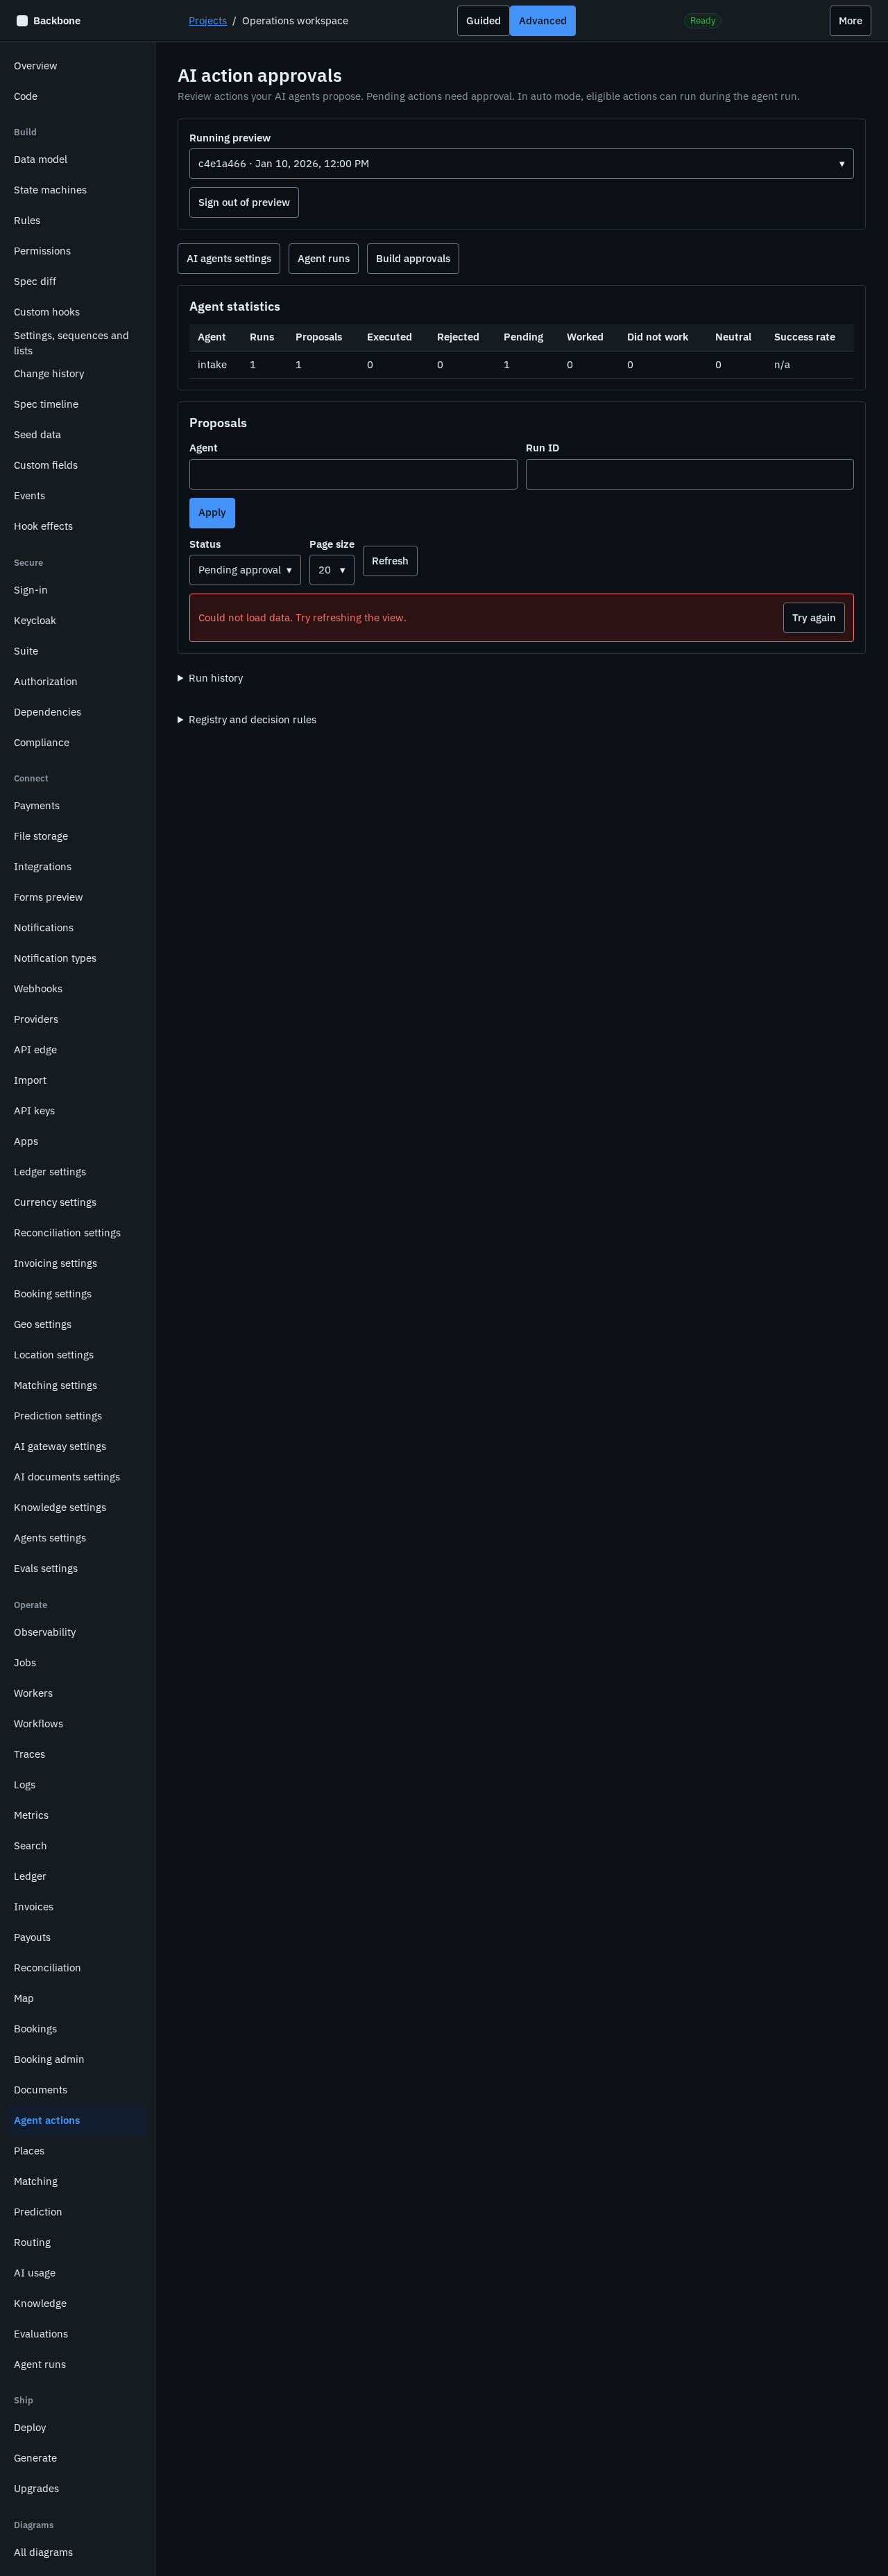 Backbone
Projects / Operations workspace
Guided
Advanced
Ready
More
Overview
Code
Build
Data model
State machines
Rules
Permissions
Spec diff
Custom hooks
Settings, sequences and
lists
Change history
Spec timeline
Seed data
Custom fields
Events
Hook effects
Secure
Sign-in
Keycloak
Suite
Authorization
Dependencies
Compliance
Connect
Payments
File storage
Integrations
Forms preview
Notifications
Notification types
Webhooks
Providers
API edge
Import
API keys
Apps
Ledger settings
Currency settings
Reconciliation settings
Invoicing settings
Booking settings
Geo settings
Location settings
Matching settings
Prediction settings
AI gateway settings
AI documents settings
Knowledge settings
Agents settings
Evals settings
Operate
Observability
Jobs
Workers
Workflows
Traces
Logs
Metrics
Search
Ledger
Invoices
Payouts
Reconciliation
Map
Bookings
Booking admin
Documents
Agent actions
Places
Matching
Prediction
Routing
AI usage
Knowledge
Evaluations
Agent runs
Ship
Deploy
Generate
Upgrades
Diagrams
All diagrams
AI action approvals
Review actions your AI agents propose. Pending actions need approval. In auto mode, eligible actions can run during the agent run.
Running preview
c4e1a466 · Jan 10, 2026, 12:00 PM
Sign out of preview
AI agents settings
Agent runs
Build approvals
Agent statistics
Agent Runs Proposals Executed Rejected Pending Worked Did not work Neutral Success rate
intake 1 1 0 0 1 0 0 0 n/a
Proposals
Agent
Run ID
Apply
Status
Page size
Pending approval
20
Refresh
Could not load data. Try refreshing the view.
Try again
Run history
Registry and decision rules